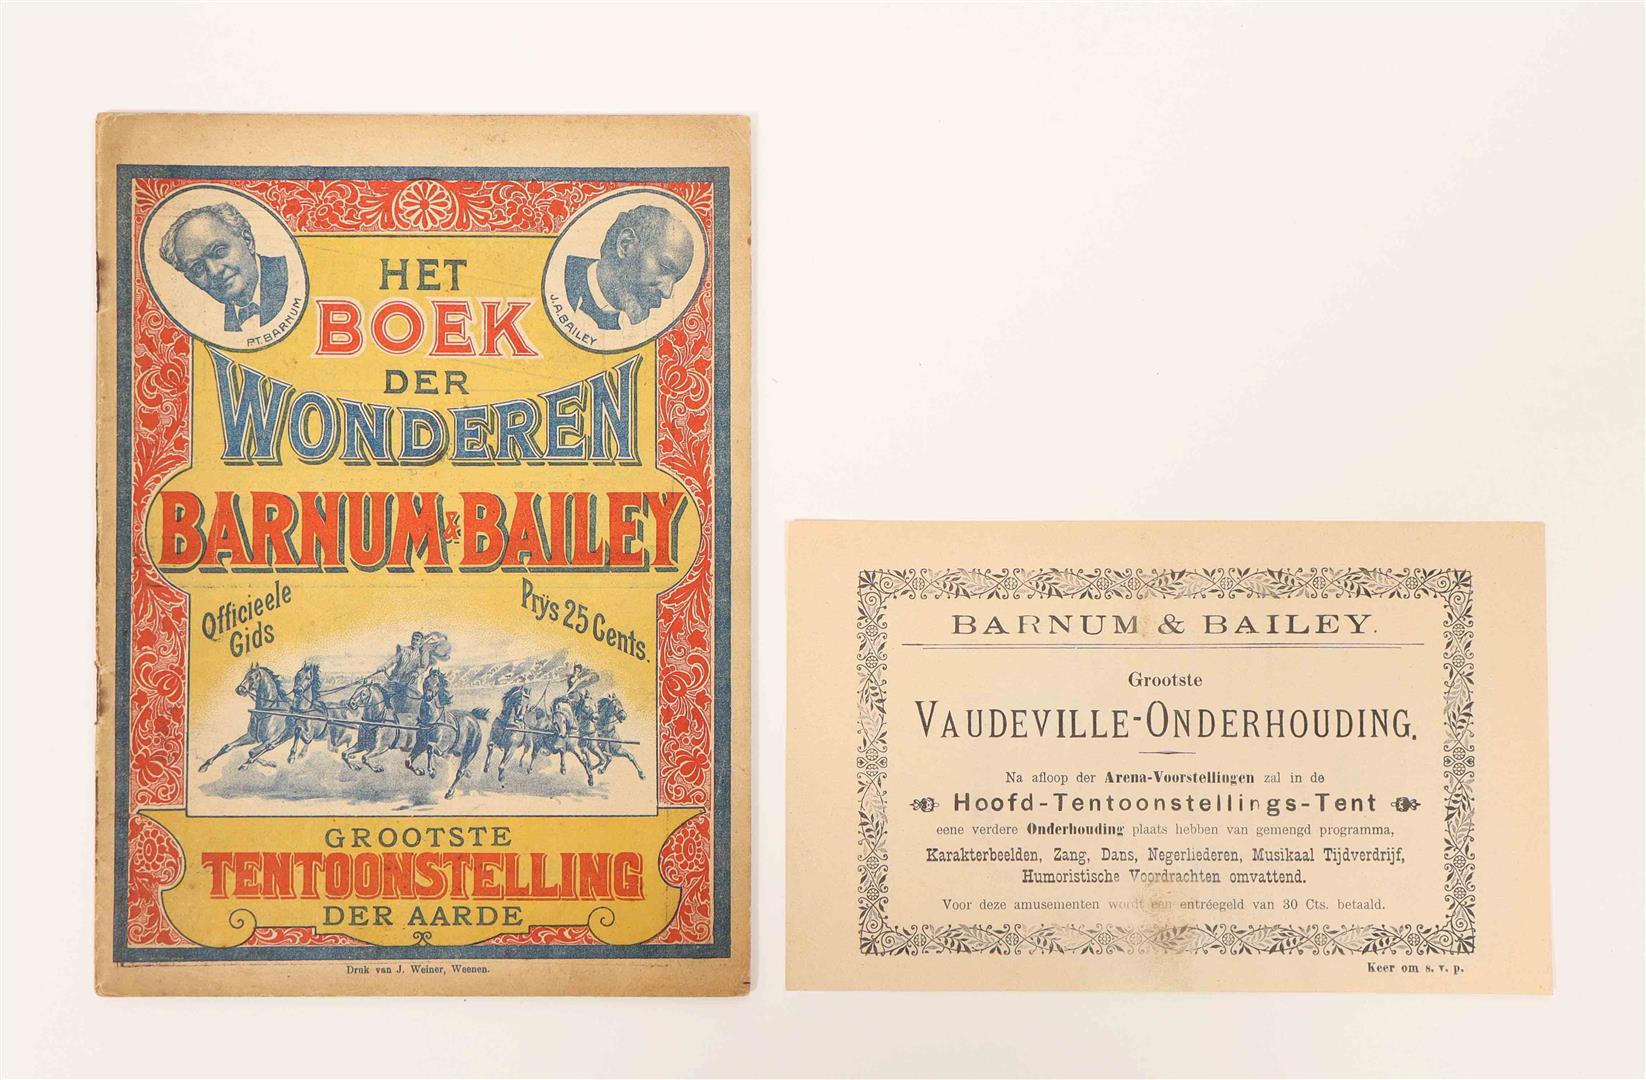 P.T. BARNUM
J.A. BAILEY
HET
BOEK
DER
WONDEREN
BARNUM & BAILEY
Officieele
Gids
Prÿs 25 Cents.
GROOTSTE
TENTOONSTELLING
DER AARDE
Druk van J. Weiner, Weenen.
BARNUM & BAILEY.
Grootste
VAUDEVILLE-ONDERHOUDING.
Na afloop der Arena-Voorstellingen zal in de
Hoofd-Tentoonstellings-Tent
eene verdere Onderhouding plaats hebben van gemengd programma,
Karakterbeelden, Zang, Dans, Negerliederen, Musikaal Tijdverdrijf,
Humoristische Voordrachten omvattend.
Voor deze amusementen wordt een entréegeld van 30 Cts. betaald.
Keer om s. v. p.